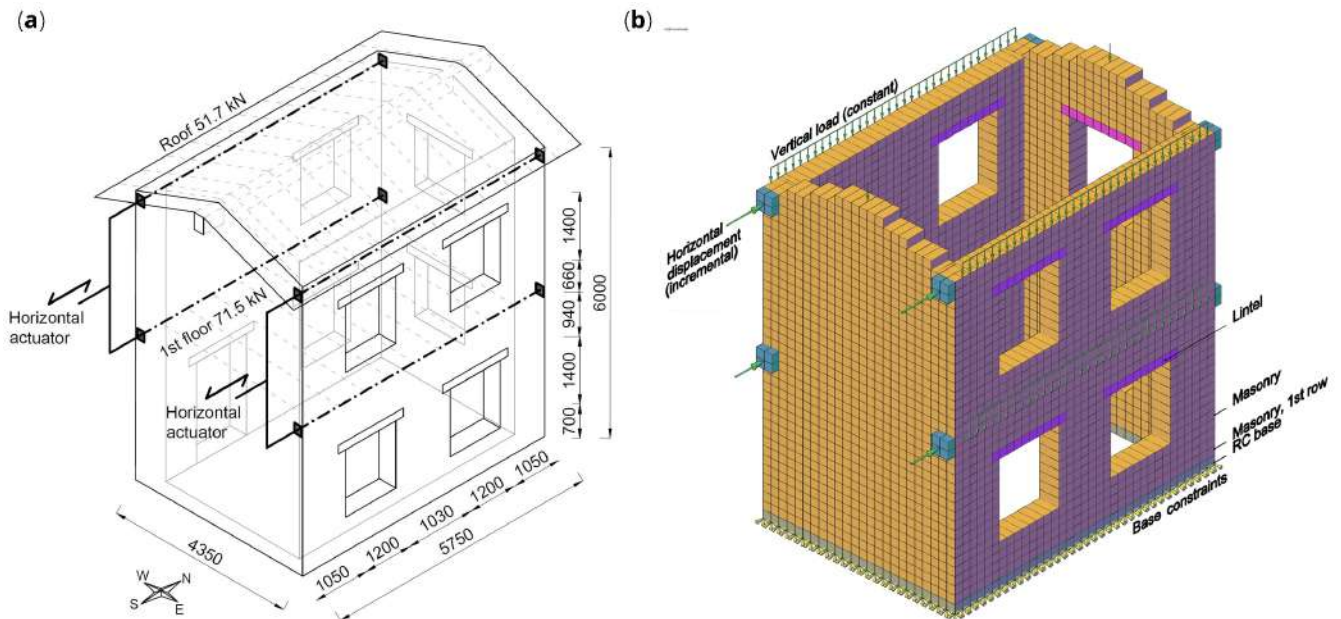 (a)
Roof 51.7 kN
1st floor 71.5 kN
Horizontal
actuator
Horizontal
actuator
1400
660
940
1400
700
6000
1050
1200
1030
1200
1050
5750
4350
W
N
S
E
(b)
Vertical load (constant)
Horizontal
displacement
(incremental)
Lintel
Masonry
Masonry, 1st row
RC base
Base constraints